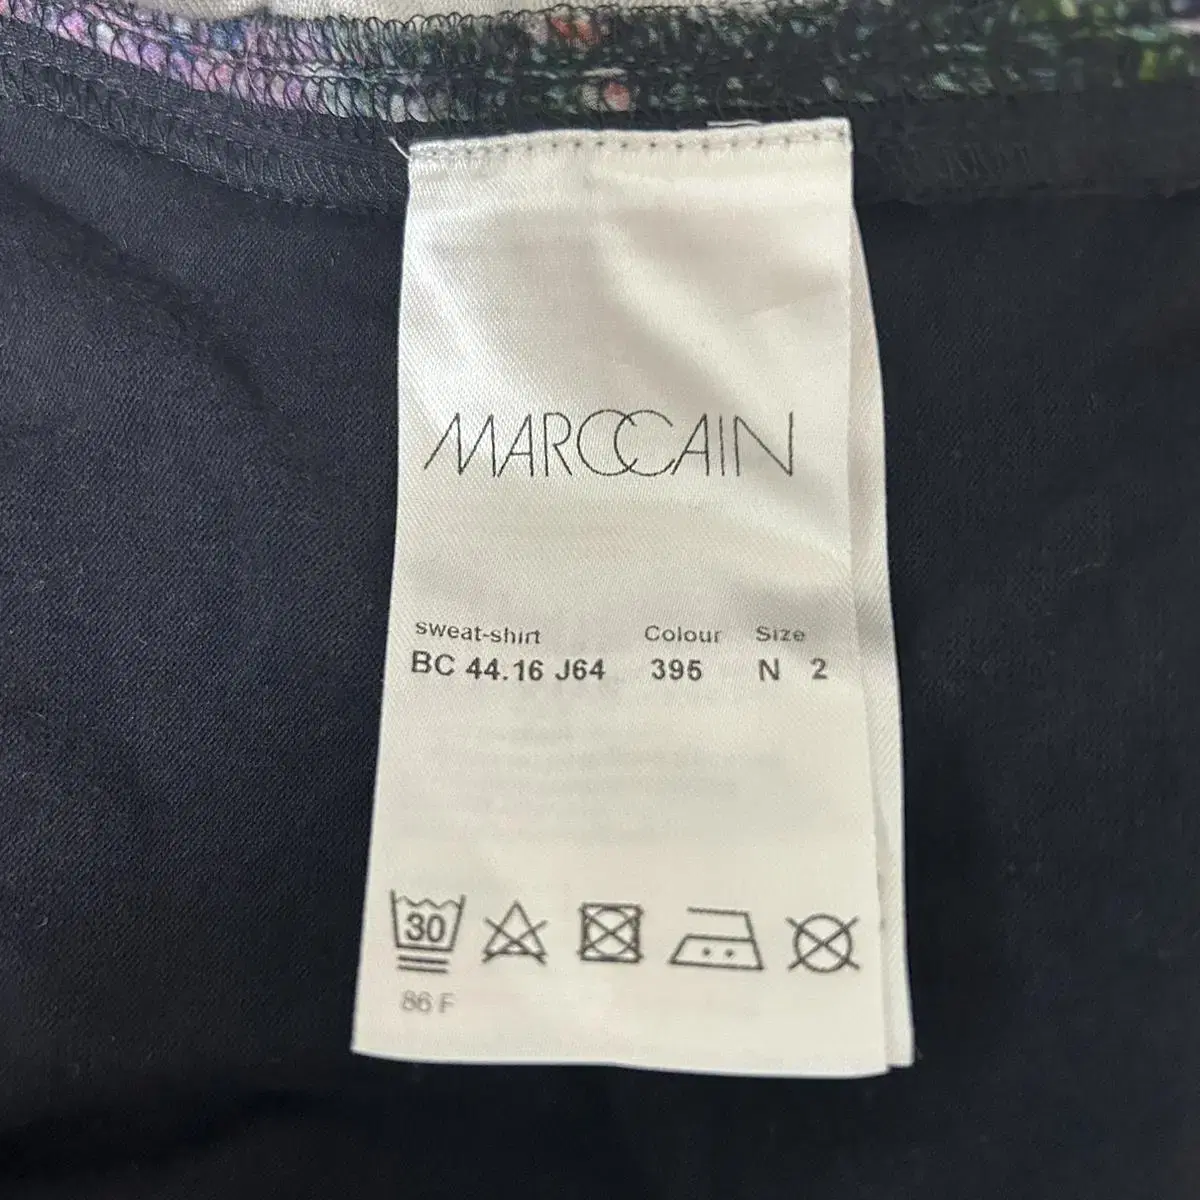 MARCCAIN
sweat-shirt Colour Size
BC 44.16 J64 395 N 2
30
86 F